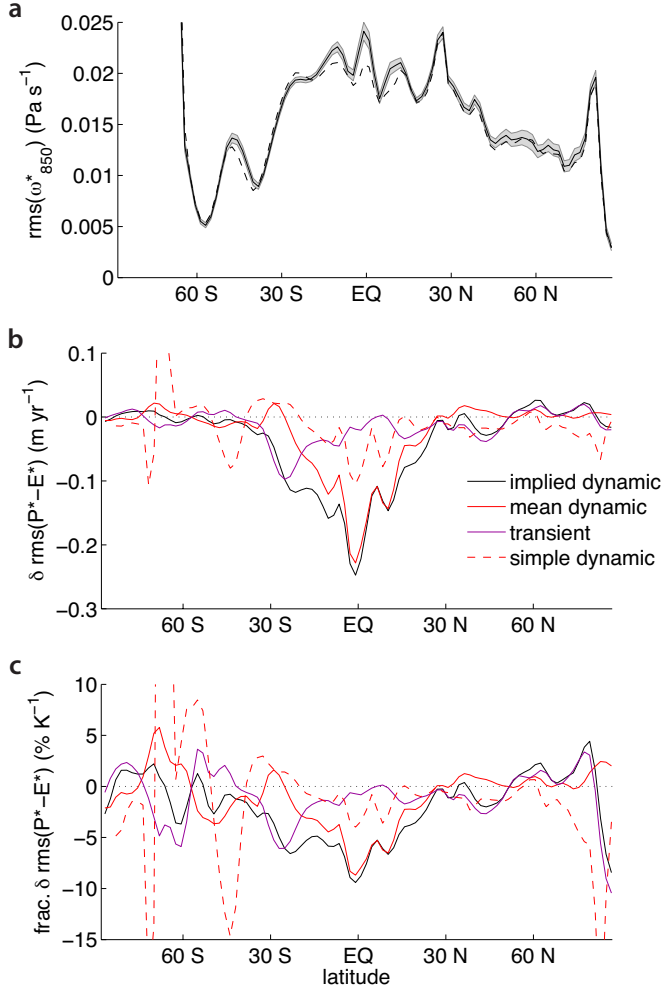 a
rms(ω*850) (Pa s−1)
0.025
0.02
0.015
0.01
0.005
0
60 S
30 S
EQ
30 N
60 N
b
δ rms(P*−E*) (m yr−1)
0.1
0
−0.1
−0.2
−0.3
implied dynamic
mean dynamic
transient
simple dynamic
60 S
30 S
EQ
30 N
60 N
c
frac. δ rms(P*−E*) (% K−1)
10
5
0
−5
−10
−15
60 S
30 S
EQ
30 N
60 N
latitude